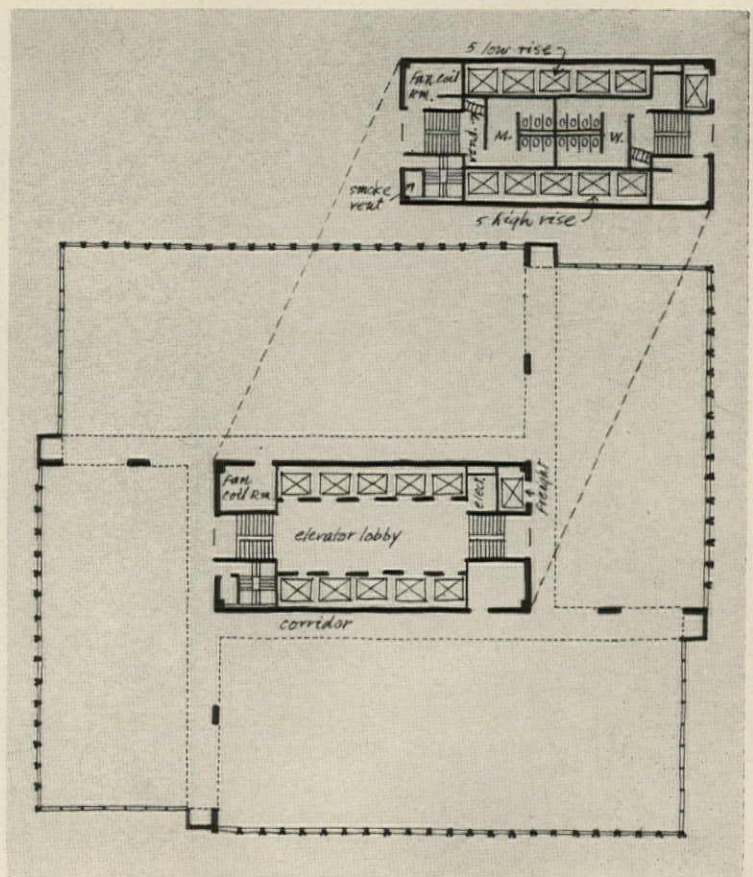 5 low rise
Fan coil
Rm.
M.
W.
smoke
vent
5 high rise
Fan
coil Rm
elect
freight
elevator lobby
corridor